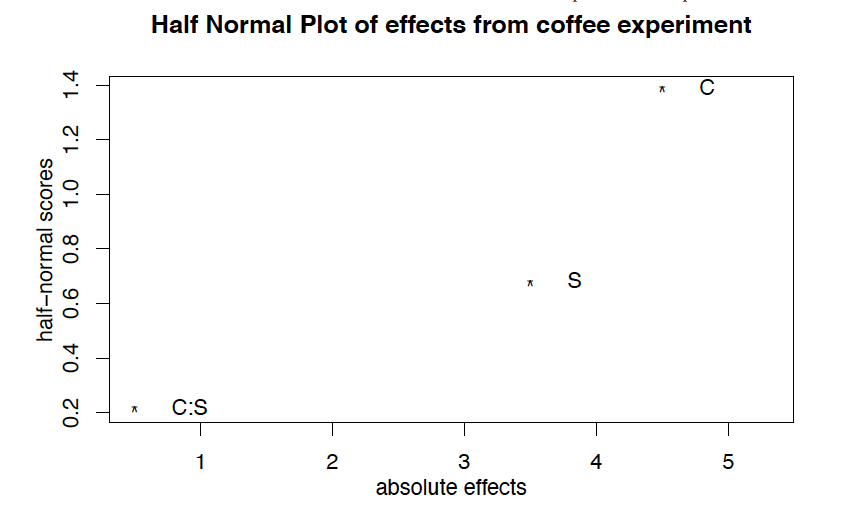 Half Normal Plot of effects from coffee experiment
1.4
C
1.2
1.0
half−normal scores
0.8
S
0.6
0.4
0.2
C:S
1 2 3 4 5
absolute effects